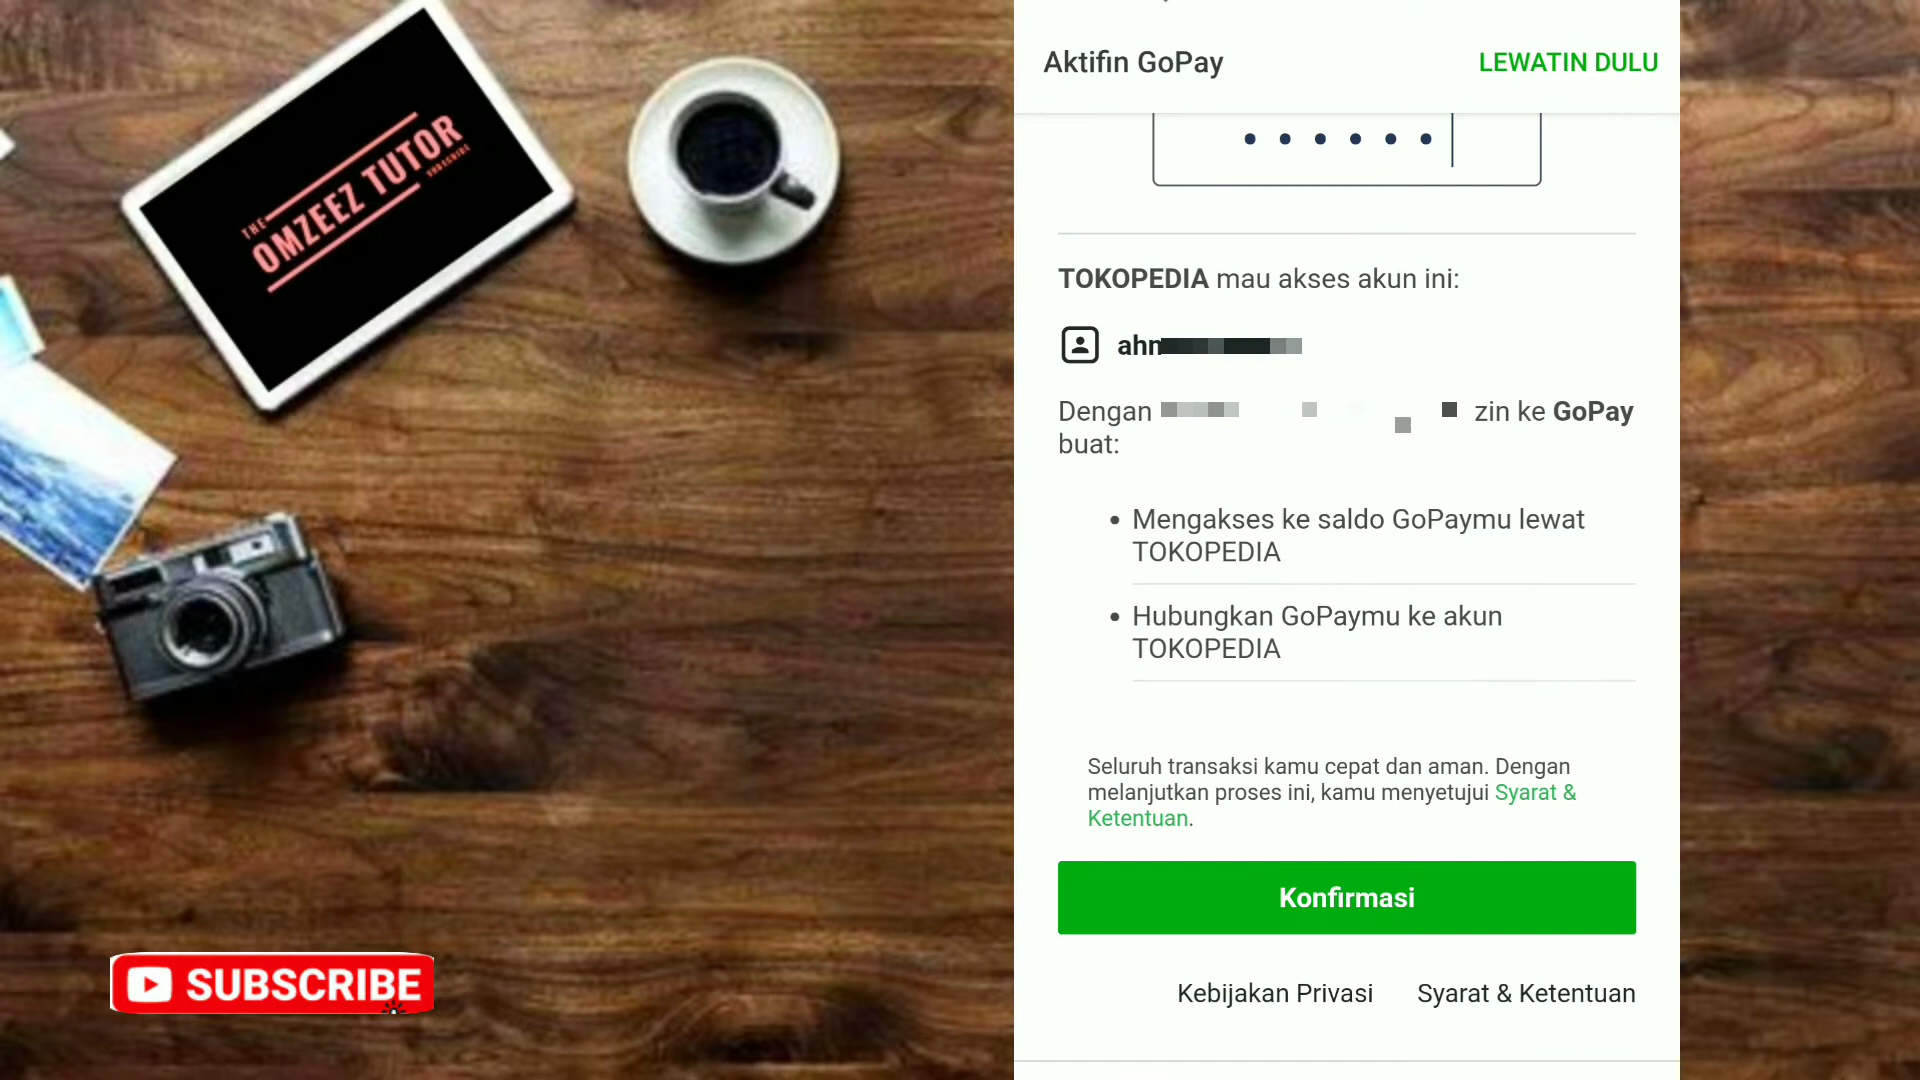 THE
OMZEEZ TUTOR
SUBSCRIBE
Aktifin GoPay
LEWATIN DULU
TOKOPEDIA mau akses akun ini:
Dengan zin ke GoPay
buat:
• Mengakses ke saldo GoPaymu lewat
TOKOPEDIA
• Hubungkan GoPaymu ke akun
TOKOPEDIA
Seluruh transaksi kamu cepat dan aman. Dengan
melanjutkan proses ini, kamu menyetujui Syarat &
Ketentuan.
Konfirmasi
Kebijakan Privasi
Syarat & Ketentuan
SUBSCRIBE